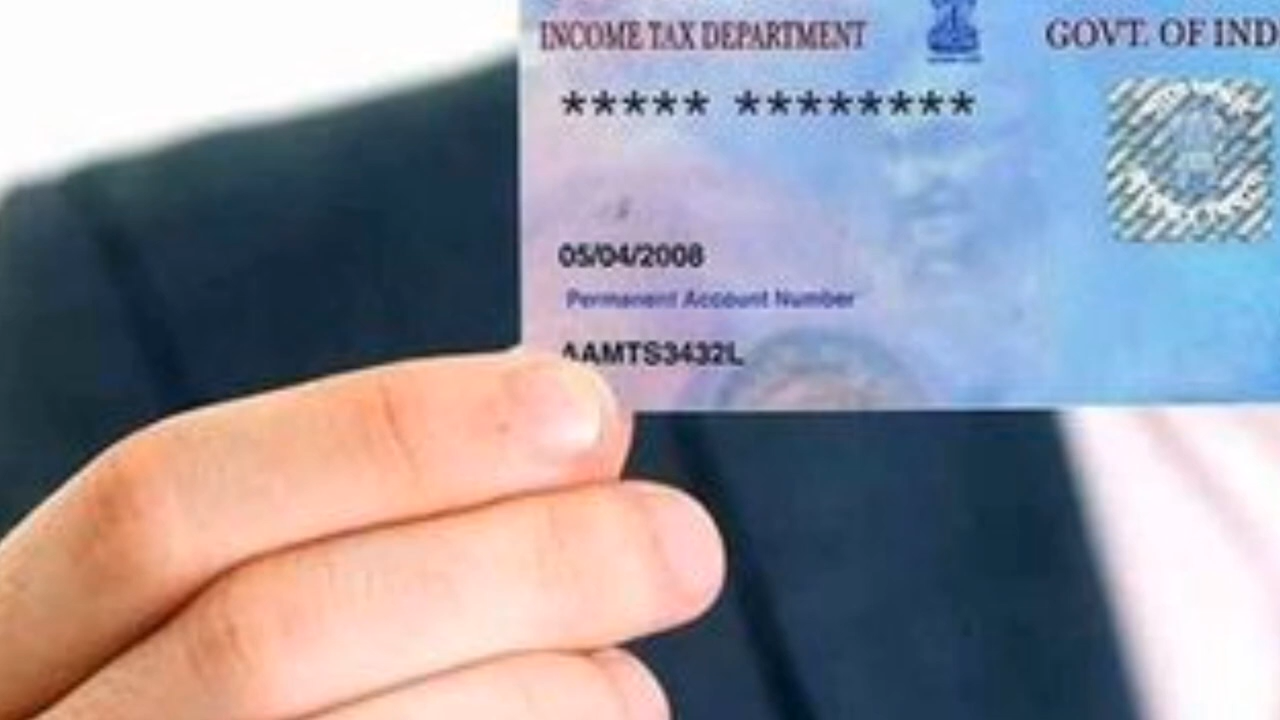 INCOME TAX DEPARTMENT GOVT. OF IND
***** ********
05/04/2008
Permanent Account Number
AAMTS3432L